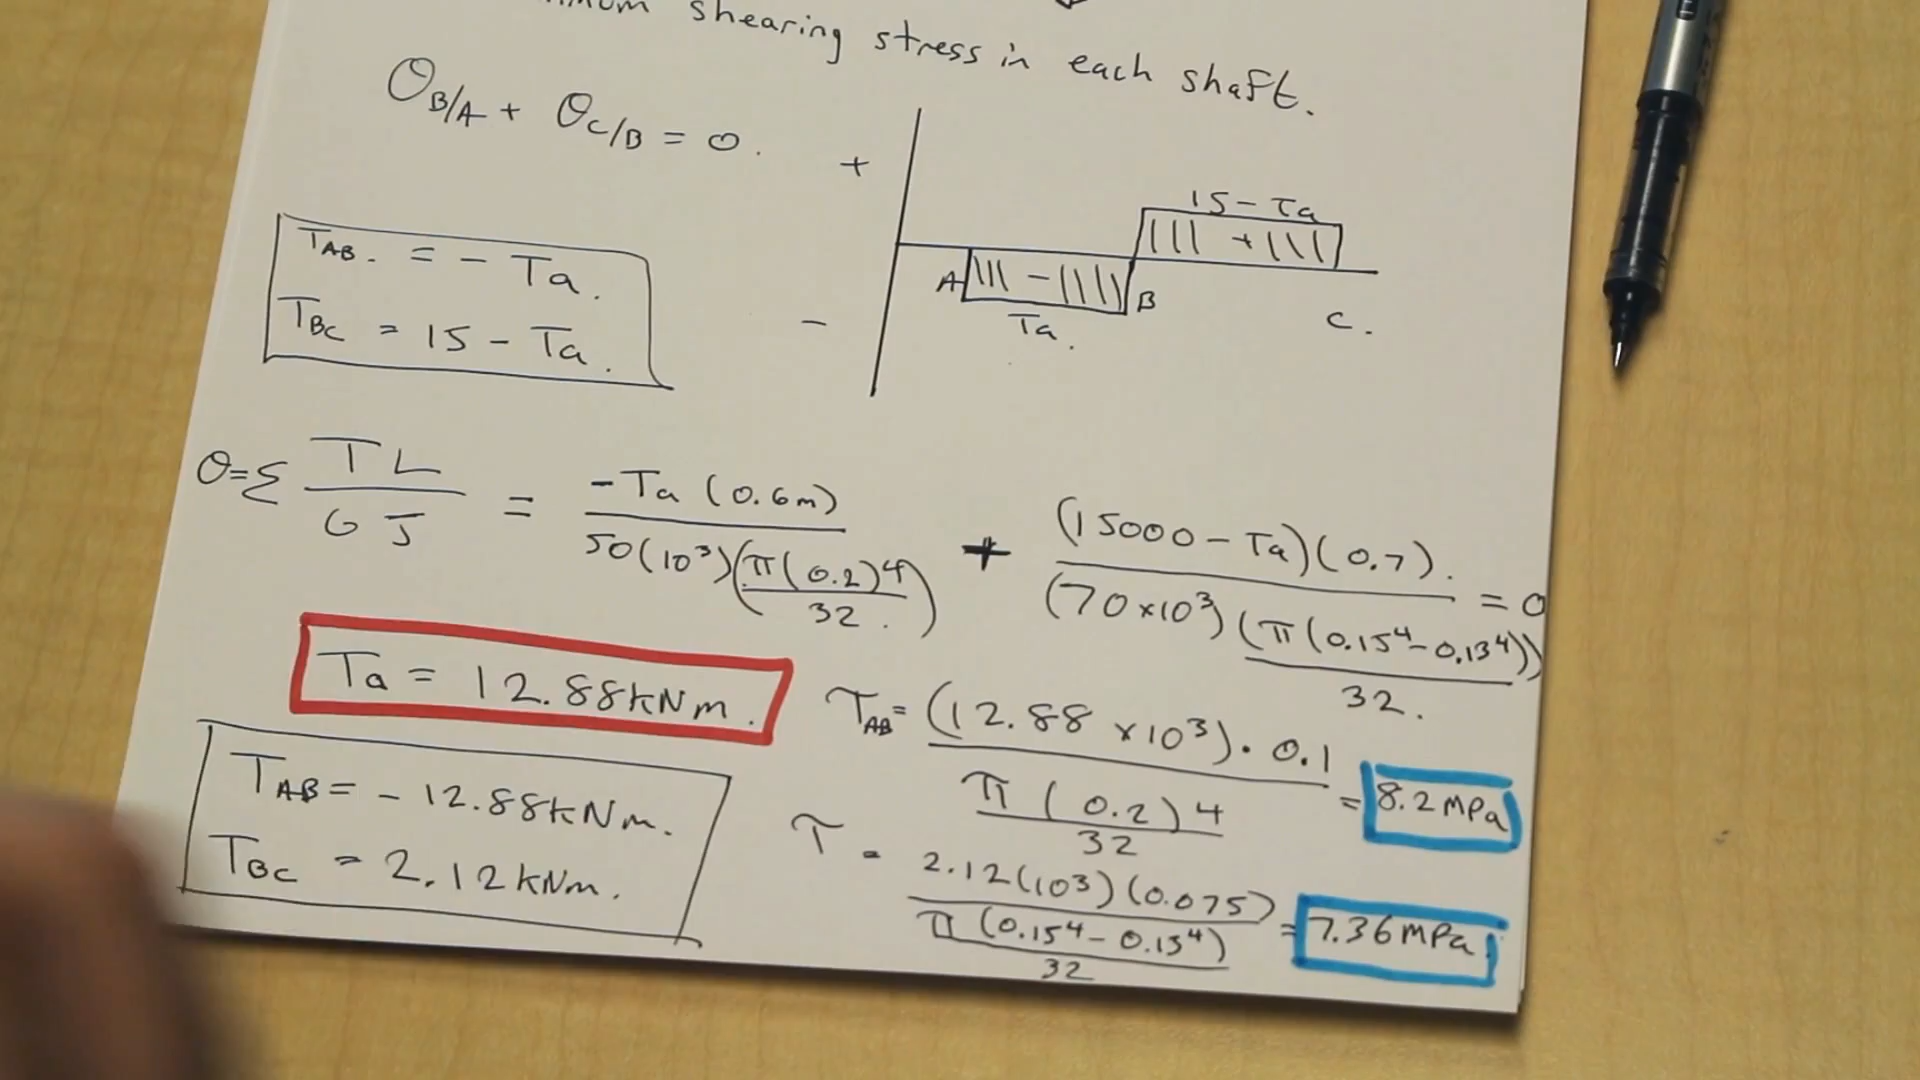 shearing stress in each shaft.
θB/A + θC/B = 0.
+
15 - Ta
A
B
Ta.
C.
-
TAB. = - Ta.
TBC = 15 - Ta.
θ=Σ TL/GJ = -Ta (0.6m)/50(10³)(π(0.2)4/32.) + (15000 - Ta)(0.7)./(70×10³)(π(0.15⁴-0.13⁴))/32. = 0
Ta = 12.88kNm.
TAB = - 12.88kNm.
TBC = 2.12kNm.
τAB = (12.88 ×10³)·0.1/π(0.2)4/32 = 8.2MPa
τ = 2.12(10³)(0.075)/π(0.15⁴-0.13⁴)/32 = 7.36MPa.